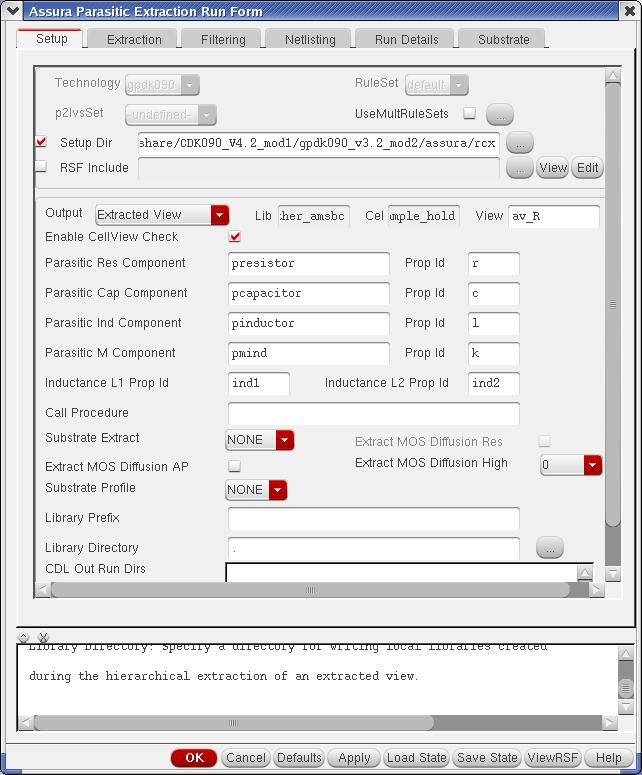 Assura Parasitic Extraction Run Form
Setup Extraction Filtering Netlisting Run Details Substrate
Technology gpdk090 RuleSet default
p2lvsSet -undefined- UseMultRuleSets ...
Setup Dir share/CDK090_V4.2_mod1/gpdk090_v3.2_mod2/assura/rcx ...
RSF Include ... View Edit
Output Extracted View Lib her_amsbc Cel mple_hold View av_R
Enable CellView Check
Parasitic Res Component presistor Prop Id r
Parasitic Cap Component pcapacitor Prop Id c
Parasitic Ind Component pinductor Prop Id l
Parasitic M Component pmind Prop Id k
Inductance L1 Prop Id ind1 Inductance L2 Prop Id ind2
Call Procedure
Substrate Extract NONE Extract MOS Diffusion Res
Extract MOS Diffusion AP Extract MOS Diffusion High 0
Substrate Profile NONE
Library Prefix
Library Directory . ...
CDL Out Run Dirs
Library Directory: Specify a directory for writing local libraries created
during the hierarchical extraction of an extracted view.
OK Cancel Defaults Apply Load State Save State ViewRSF Help